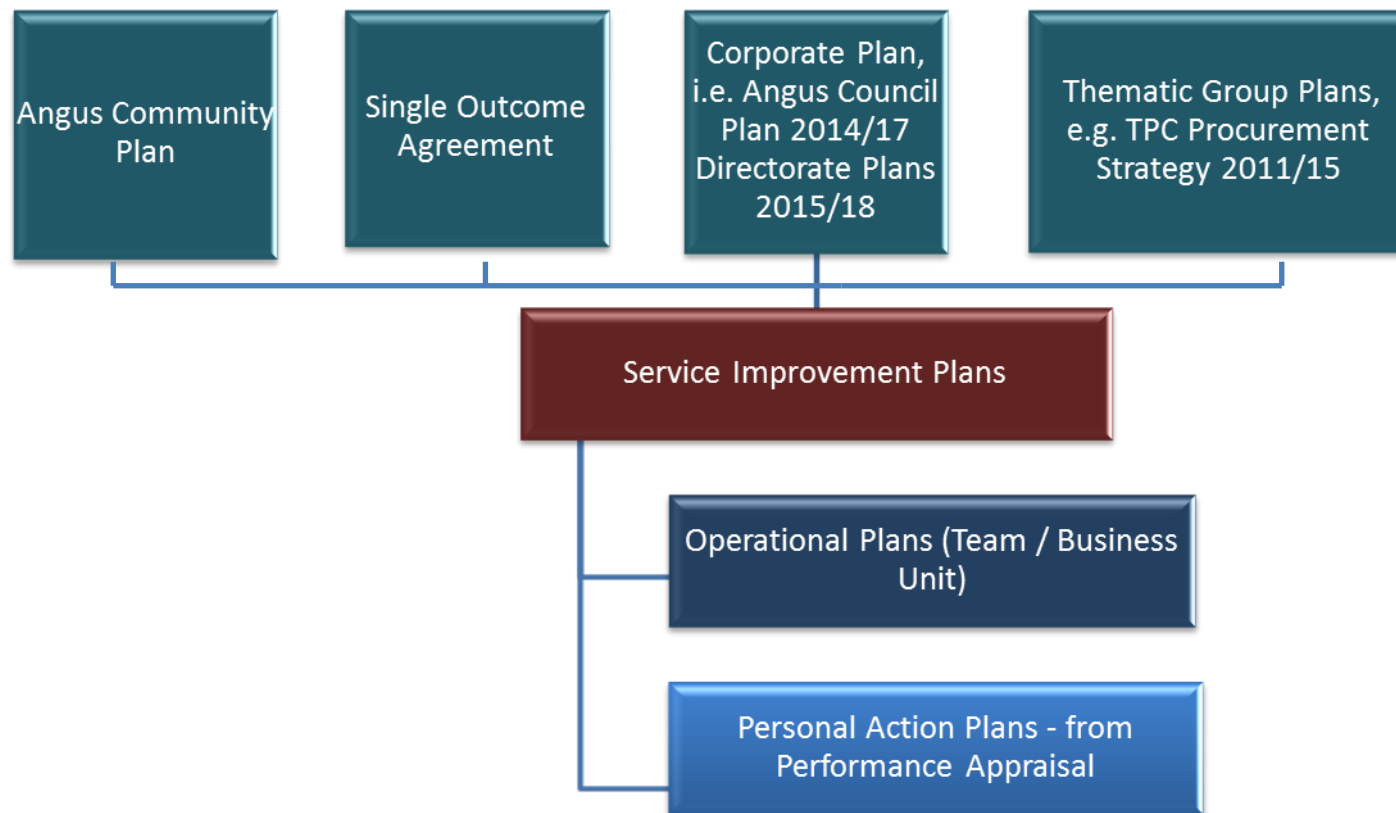 Angus Community
Plan
Single Outcome
Agreement
Corporate Plan,
i.e. Angus Council
Plan 2014/17
Directorate Plans
2015/18
Thematic Group Plans,
e.g. TPC Procurement
Strategy 2011/15
Service Improvement Plans
Operational Plans (Team / Business
Unit)
Personal Action Plans - from
Performance Appraisal